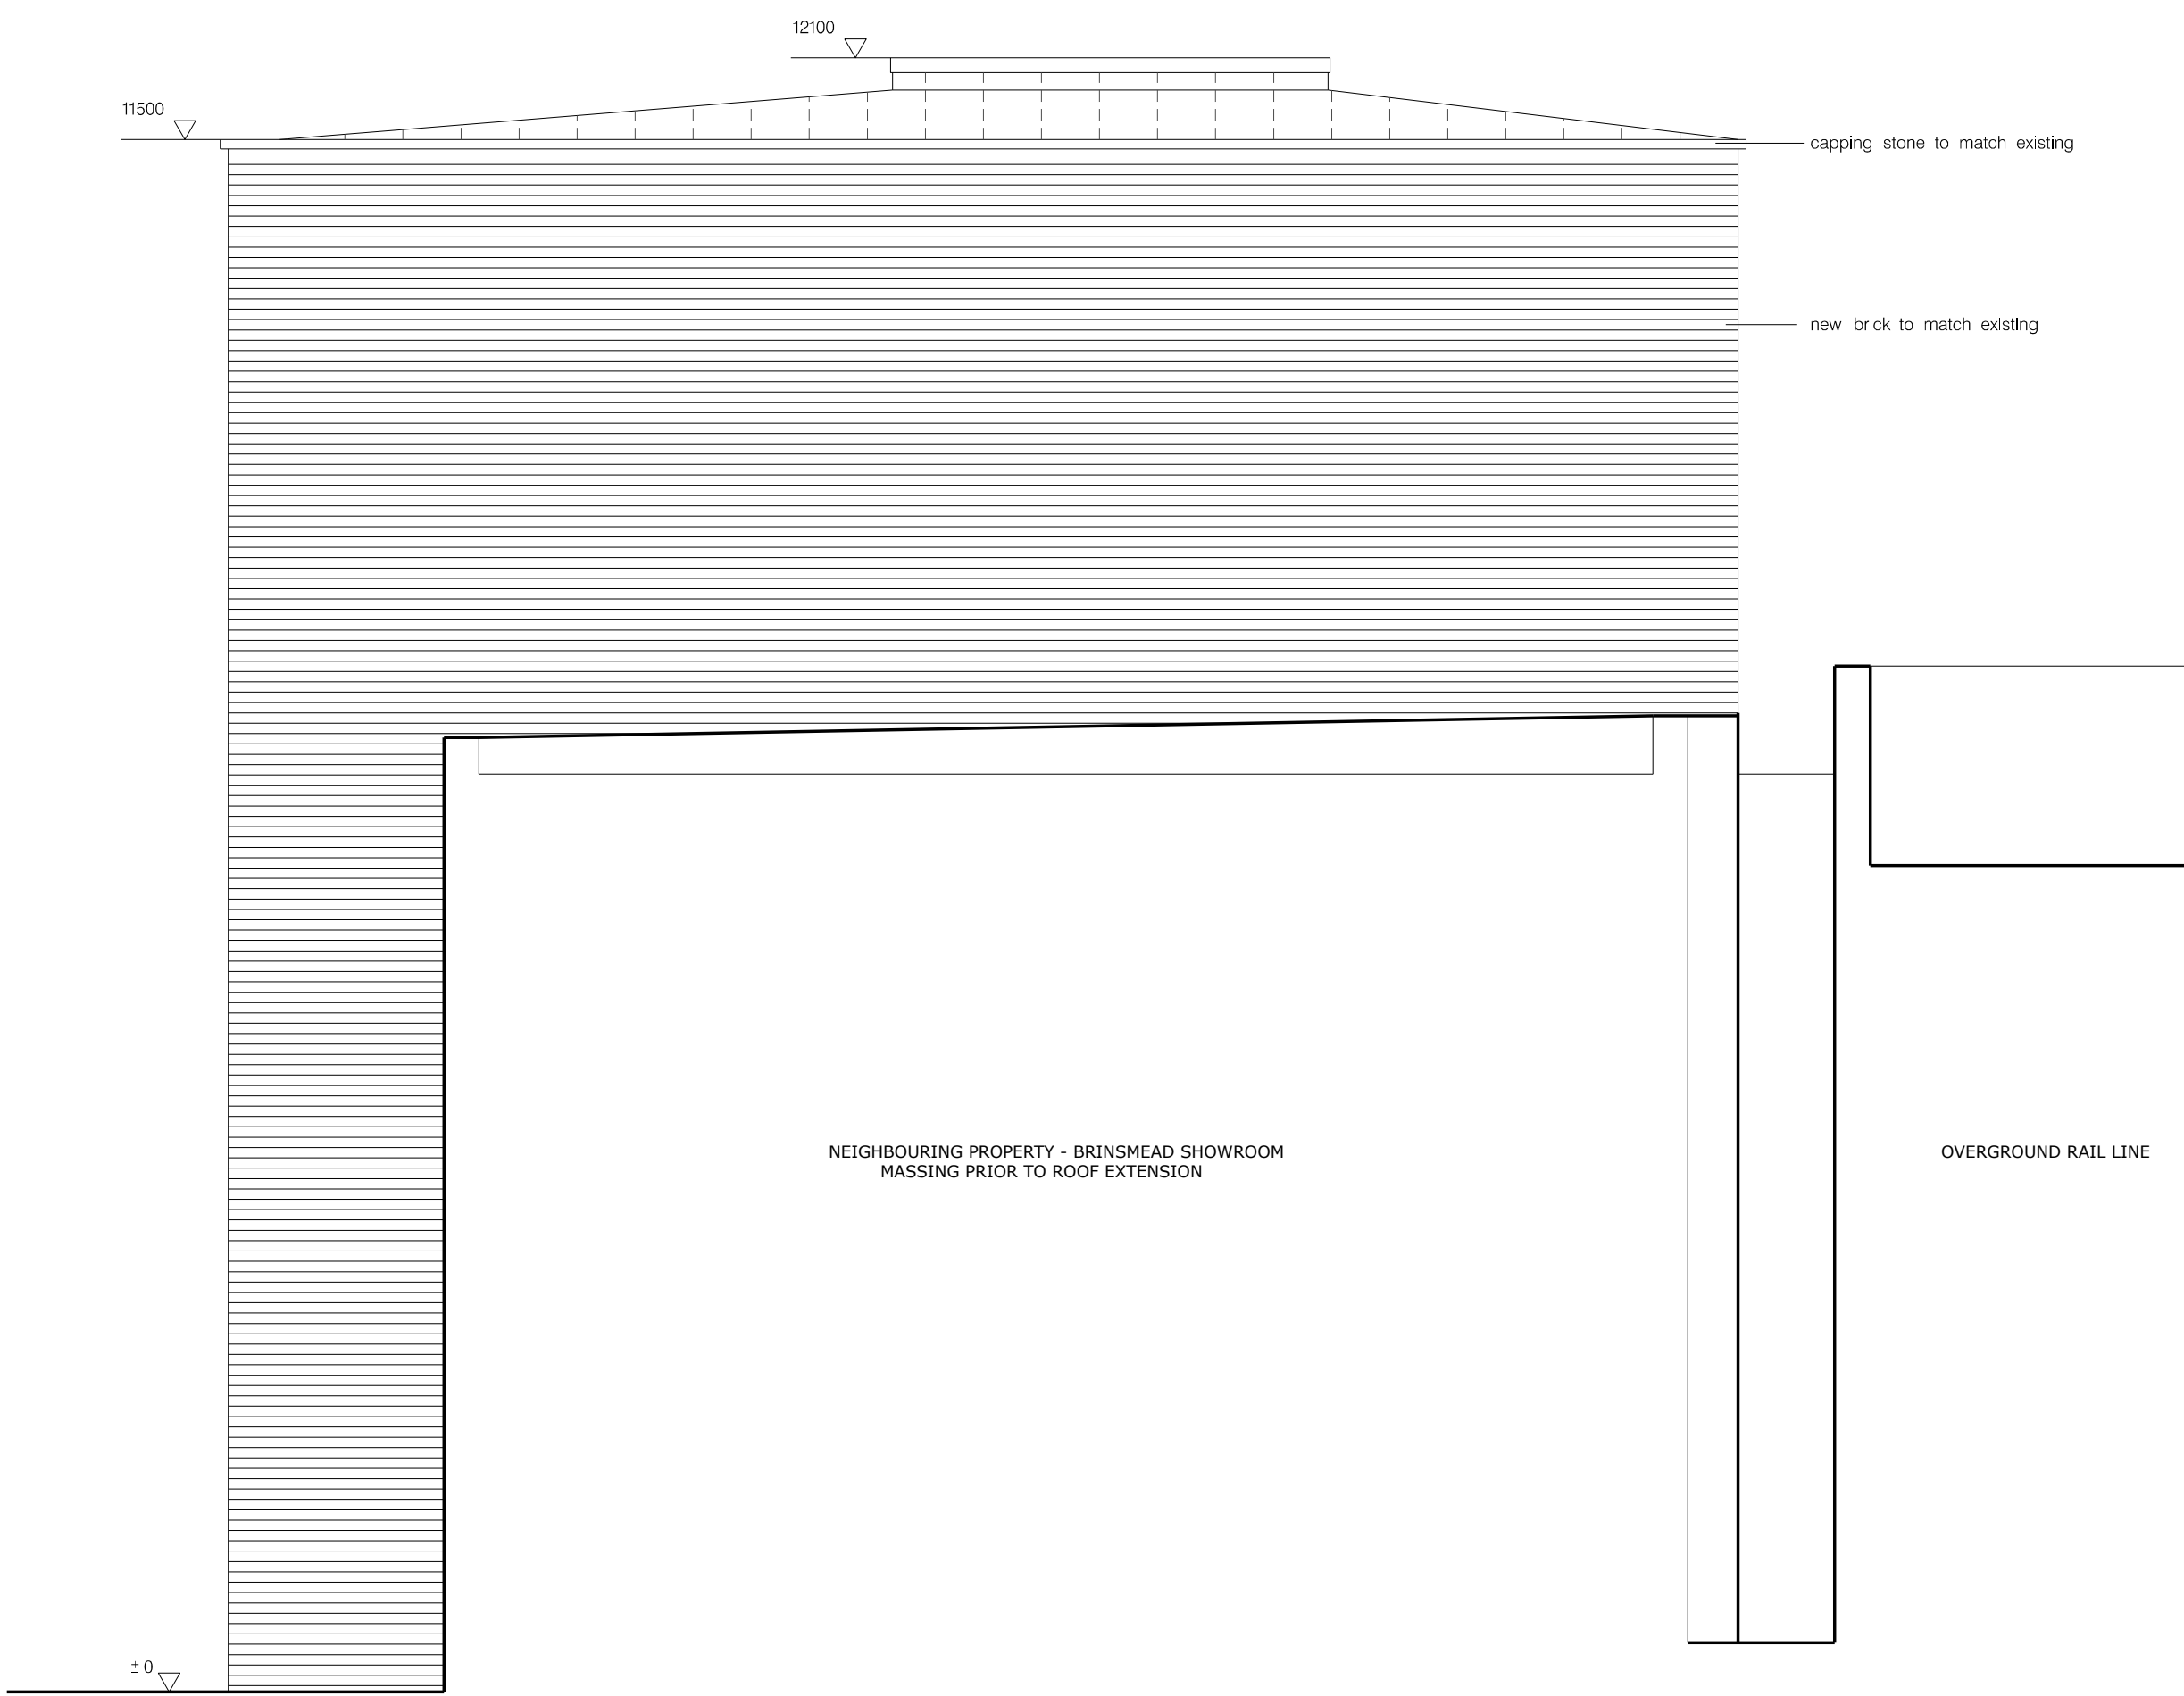 12100
11500
capping stone to match existing
new brick to match existing
NEIGHBOURING PROPERTY - BRINSMEAD SHOWROOM
MASSING PRIOR TO ROOF EXTENSION
OVERGROUND RAIL LINE
± 0